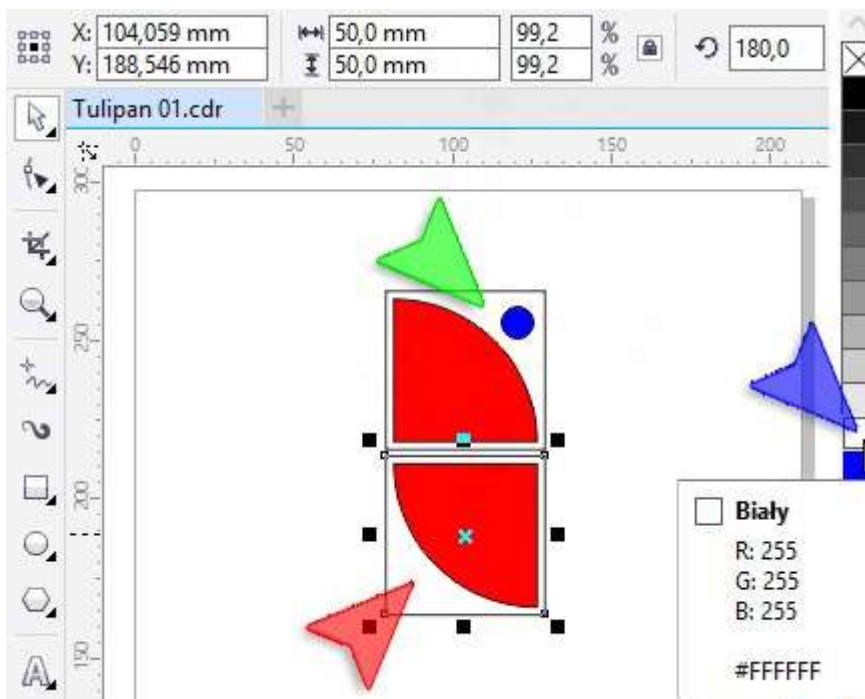 X: 104,059 mm 50,0 mm 99,2 % 180,0
Y: 188,546 mm 50,0 mm 99,2 %
Tulipan 01.cdr
0 50 100 150 200
300
250
200
150
Biały
R: 255
G: 255
B: 255
#FFFFFF